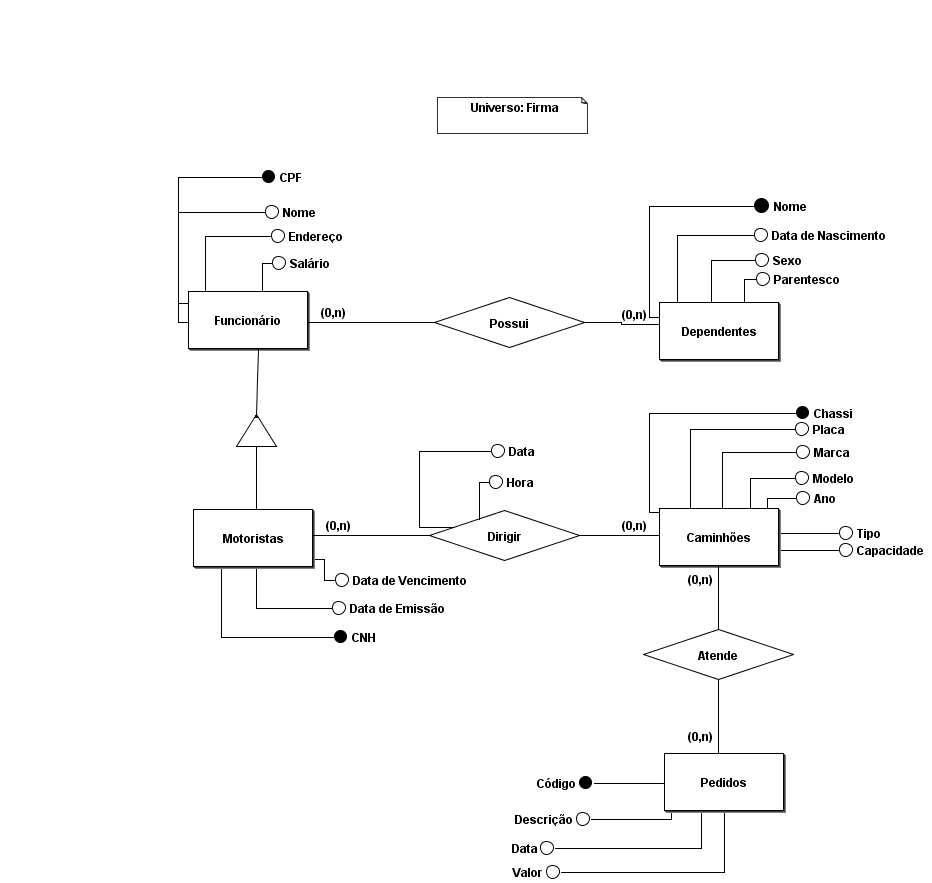 Universo: Firma
CPF
Nome
Endereço
Salário
Funcionário
(0,n)
Possui
(0,n)
Nome
Data de Nascimento
Sexo
Parentesco
Dependentes
Chassi
Placa
Marca
Modelo
Ano
Tipo
Capacidade
Data
Hora
Motoristas
(0,n)
Dirigir
(0,n)
Caminhões
Data de Vencimento
Data de Emissão
CNH
(0,n)
Atende
(0,n)
Pedidos
Código
Descrição
Data
Valor